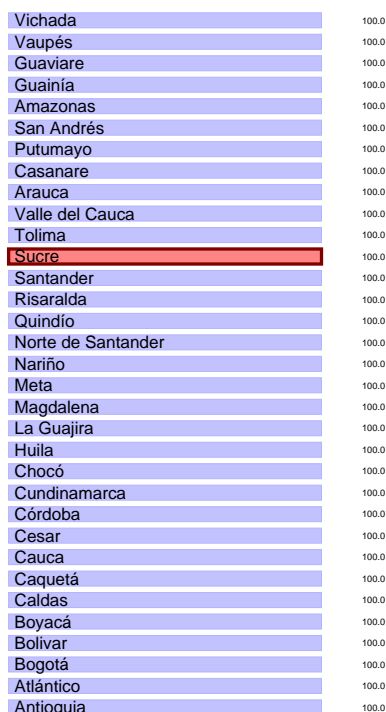 Vichada 100.0
Vaupés 100.0
Guaviare 100.0
Guainía 100.0
Amazonas 100.0
San Andrés 100.0
Putumayo 100.0
Casanare 100.0
Arauca 100.0
Valle del Cauca 100.0
Tolima 100.0
Sucre 100.0
Santander 100.0
Risaralda 100.0
Quindío 100.0
Norte de Santander 100.0
Nariño 100.0
Meta 100.0
Magdalena 100.0
La Guajira 100.0
Huila 100.0
Chocó 100.0
Cundinamarca 100.0
Córdoba 100.0
Cesar 100.0
Cauca 100.0
Caquetá 100.0
Caldas 100.0
Boyacá 100.0
Bolivar 100.0
Bogotá 100.0
Atlántico 100.0
Antioquia 100.0